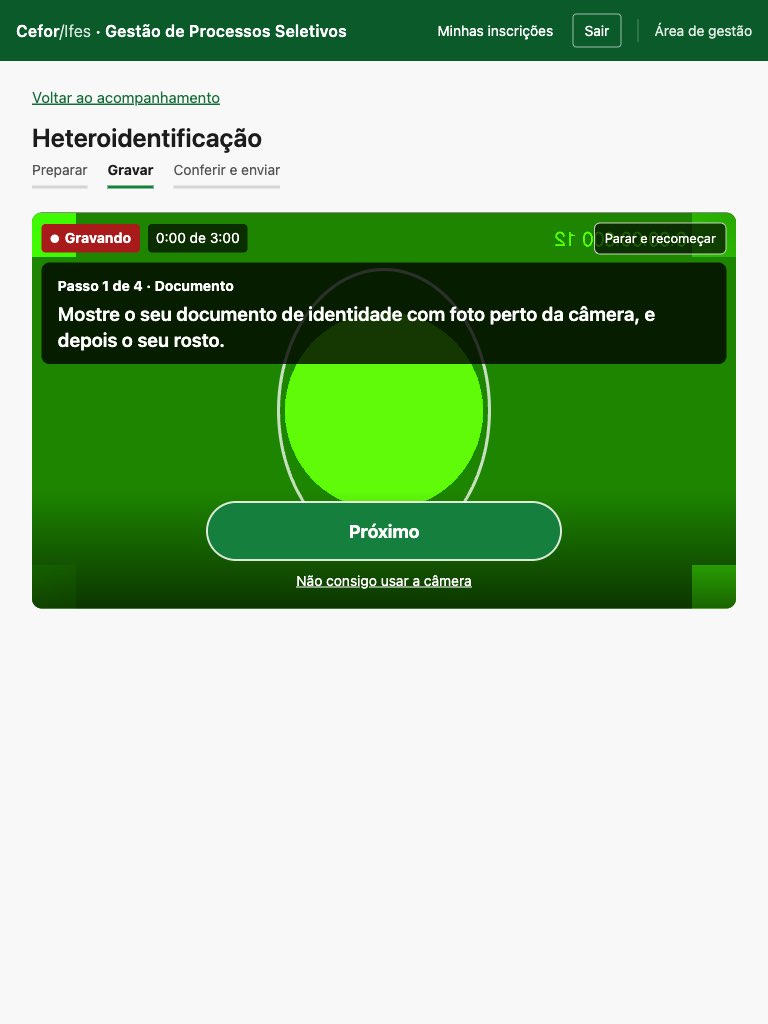 Cefor/Ifes · Gestão de Processos Seletivos
Minhas inscrições
Sair
Área de gestão
Voltar ao acompanhamento
Heteroidentificação
Preparar
Gravar
Conferir e enviar
Gravando
0:00 de 3:00
Parar e recomeçar
Passo 1 de 4 · Documento
Mostre o seu documento de identidade com foto perto da câmera, e
depois o seu rosto.
Próximo
Não consigo usar a câmera